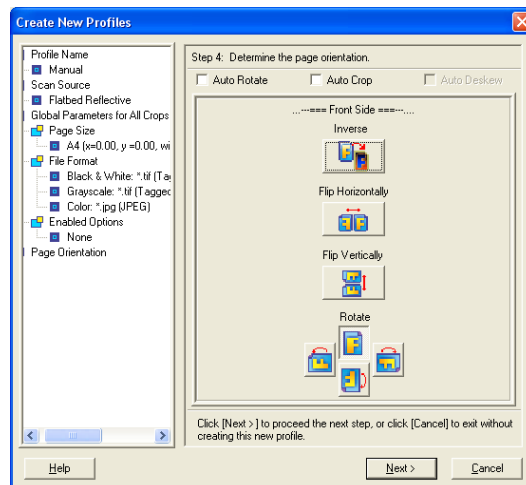 Create New Profiles
Profile Name
Manual
Scan Source
Flatbed Reflective
Global Parameters for All Crops
Page Size
A4 (x=0.00, y =0.00, wi
File Format
Black & White: *.tif (Tag
Grayscale: *.tif (Tagged
Color: *.jpg (JPEG)
Enabled Options
None
Page Orientation
Step 4: Determine the page orientation.
Auto Rotate
Auto Crop
Auto Deskew
...---=== Front Side ===---...
Inverse
Flip Horizontally
Flip Vertically
Rotate
Click [Next >] to proceed the next step, or click [Cancel] to exit without
creating this new profile.
Help
Next >
Cancel